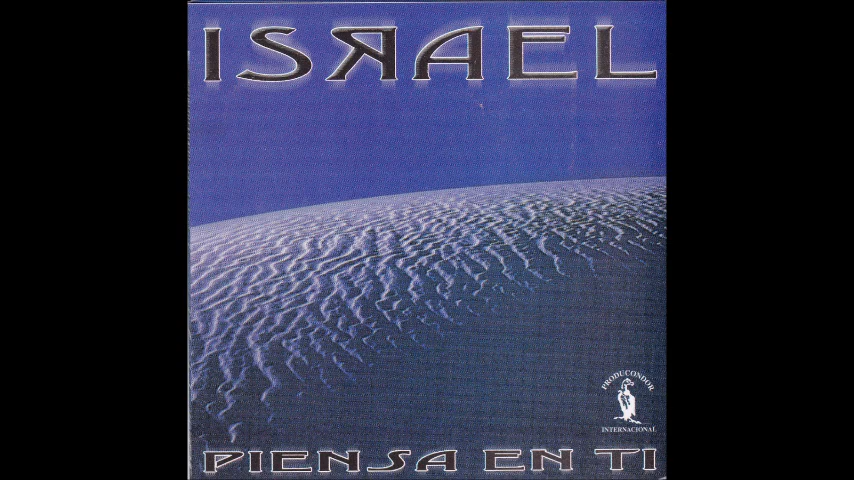 ISRAEL
PRODUCONDOR
INTERNACIONAL
PIENSA EN TI